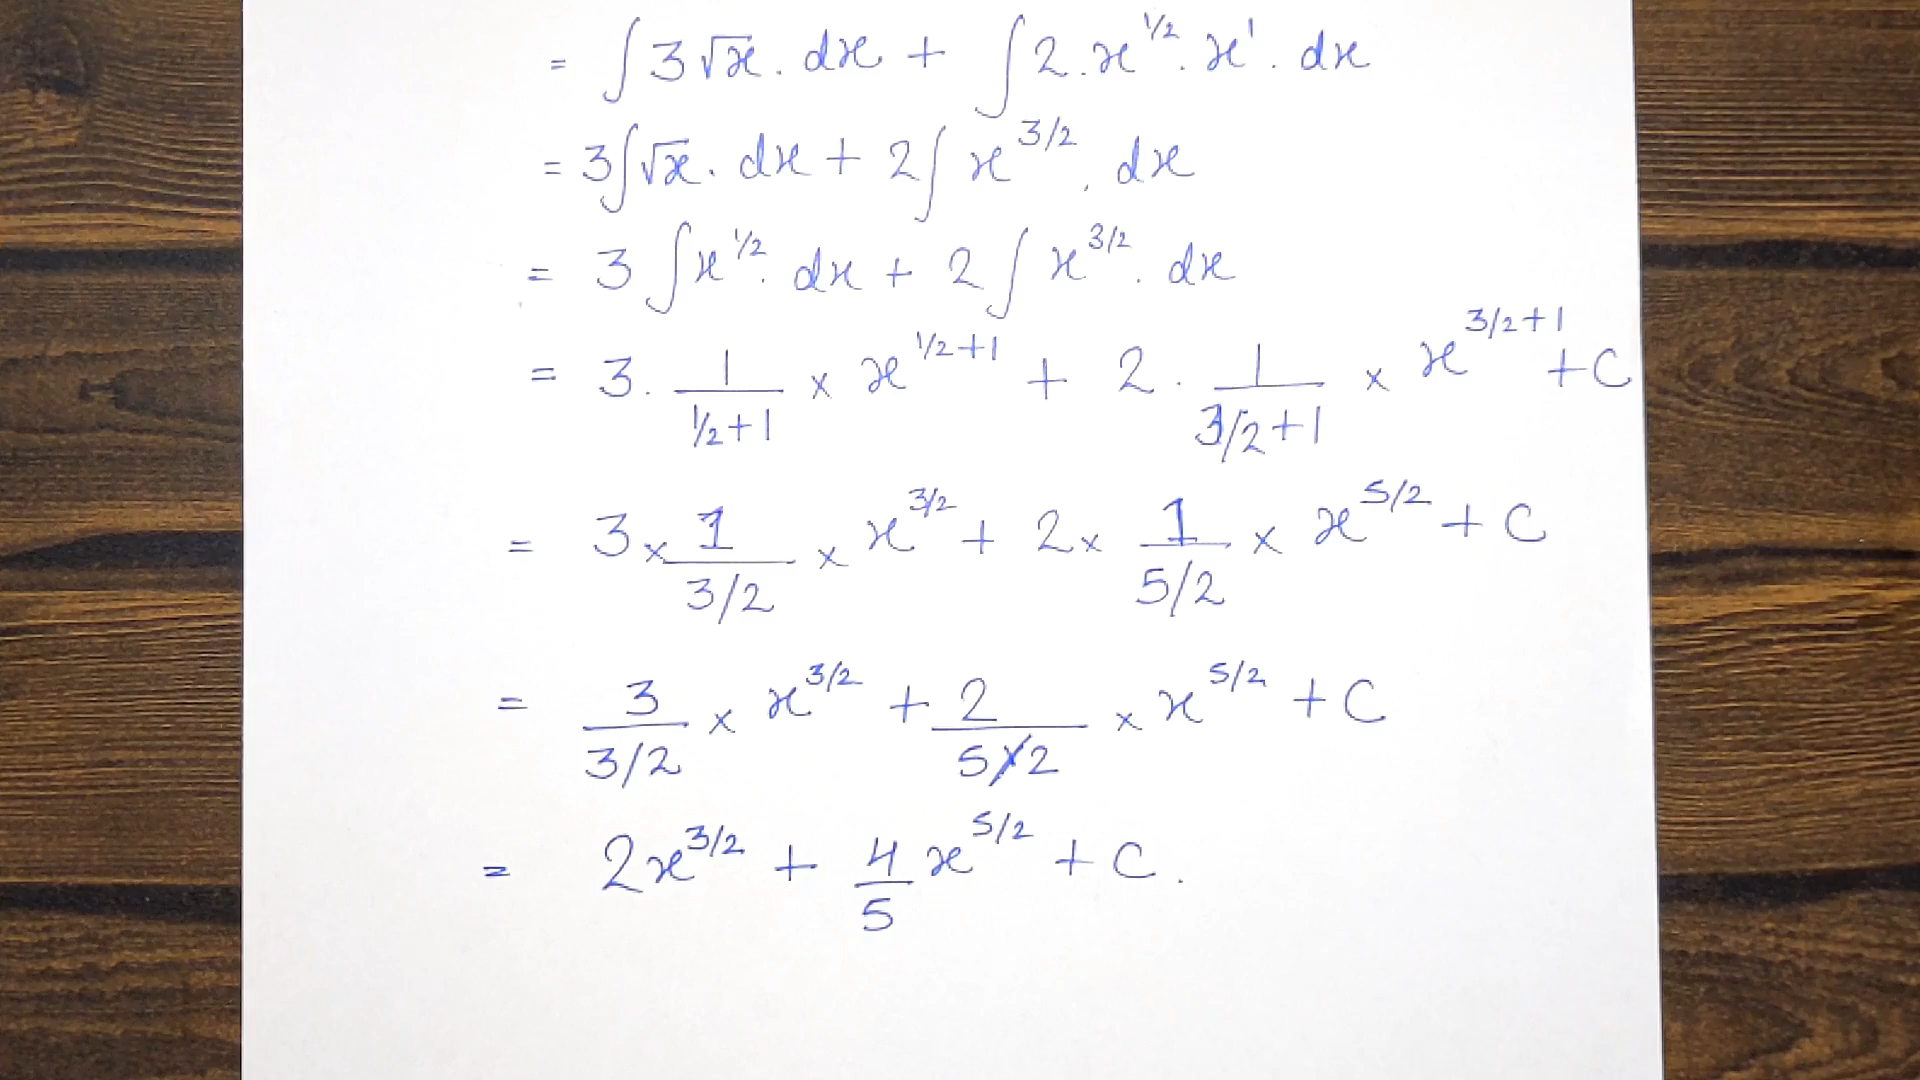 = ∫ 3 √x . dx + ∫ 2 . x^1/2 . x^1 . dx
= 3 ∫ √x . dx + 2 ∫ x^3/2 . dx
= 3 ∫ x^1/2 . dx + 2 ∫ x^3/2 . dx
= 3 . 1/(1/2+1) × x^(1/2+1) + 2 . 1/(3/2+1) × x^(3/2+1) + C
= 3 × 1/(3/2) × x^3/2 + 2 × 1/(5/2) × x^5/2 + C
= 3/(3/2) × x^3/2 + 2/(5/2) × x^5/2 + C
= 2x^3/2 + 4/5 x^5/2 + C .